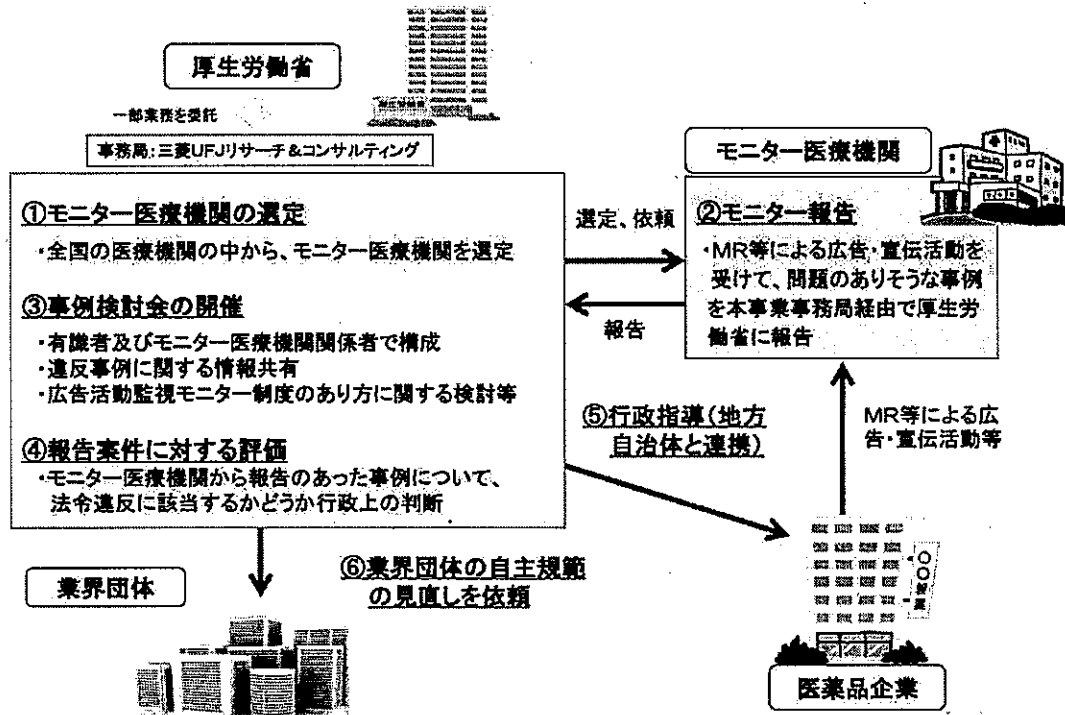 厚生労働省
一部業務を委託
事務局:三菱UFJリサーチ&コンサルティング
①モニター医療機関の選定
・全国の医療機関の中から、モニター医療機関を選定
③事例検討会の開催
・有識者及びモニター医療機関関係者で構成
・違反事例に関する情報共有
・広告活動監視モニター制度のあり方に関する検討等
④報告案件に対する評価
・モニター医療機関から報告のあった事例について、
法令違反に該当するかどうか行政上の判断
選定、依頼
報告
モニター医療機関
②モニター報告
・MR等による広告・宣伝活動を
受けて、問題のありそうな事例
を本事業事務局経由で厚生労
働省に報告
⑤行政指導(地方
自治体と連携)
MR等による広
告・宣伝活動等
⑥業界団体の自主規範
の見直しを依頼
業界団体
〇〇製薬
医薬品企業